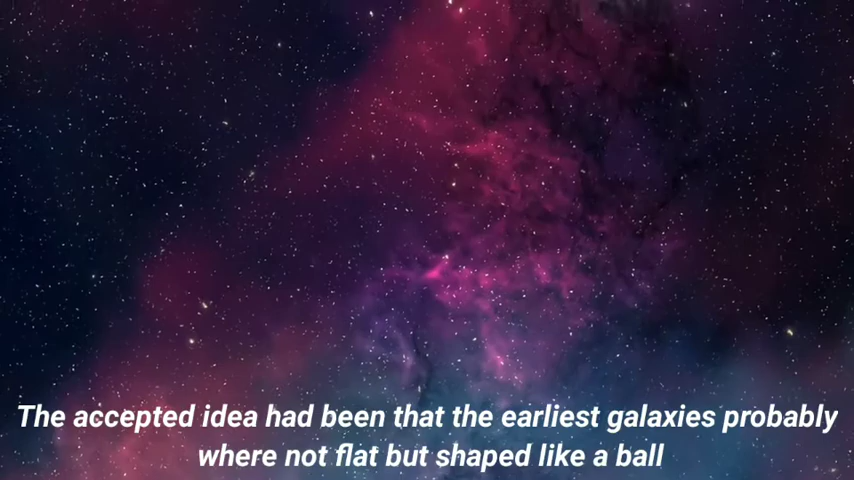 The accepted idea had been that the earliest galaxies probably
where not flat but shaped like a ball